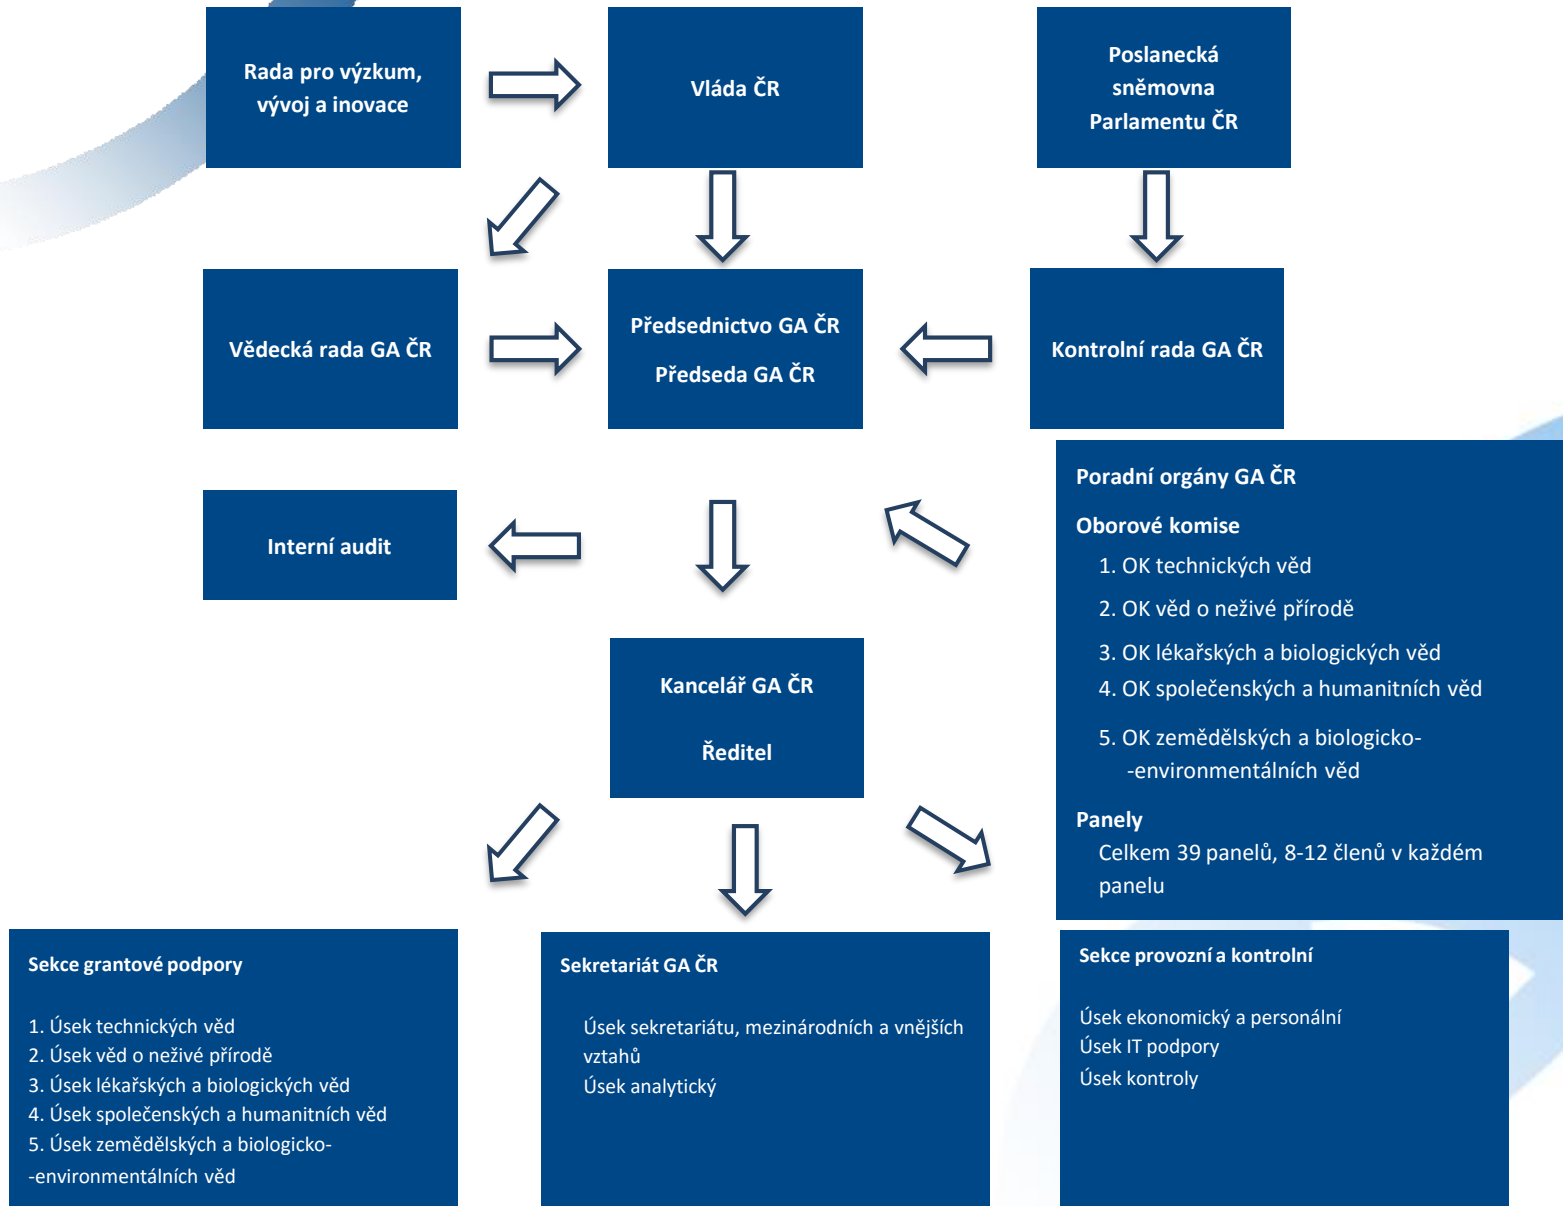 Rada pro výzkum,
vývoj a inovace
Vláda ČR
Poslanecká
sněmovna
Parlamentu ČR
Vědecká rada GA ČR
Předsednictvo GA ČR
Předseda GA ČR
Kontrolní rada GA ČR
Interní audit
Poradní orgány GA ČR
Oborové komise
1. OK technických věd
2. OK věd o neživé přírodě
3. OK lékařských a biologických věd
4. OK společenských a humanitních věd
5. OK zemědělských a biologicko-
-environmentálních věd
Panely
Celkem 39 panelů, 8-12 členů v každém
panelu
Kancelář GA ČR
Ředitel
Sekce grantové podpory
1. Úsek technických věd
2. Úsek věd o neživé přírodě
3. Úsek lékařských a biologických věd
4. Úsek společenských a humanitních věd
5. Úsek zemědělských a biologicko-
-environmentálních věd
Sekretariát GA ČR
Úsek sekretariátu, mezinárodních a vnějších
vztahů
Úsek analytický
Sekce provozní a kontrolní
Úsek ekonomický a personální
Úsek IT podpory
Úsek kontroly